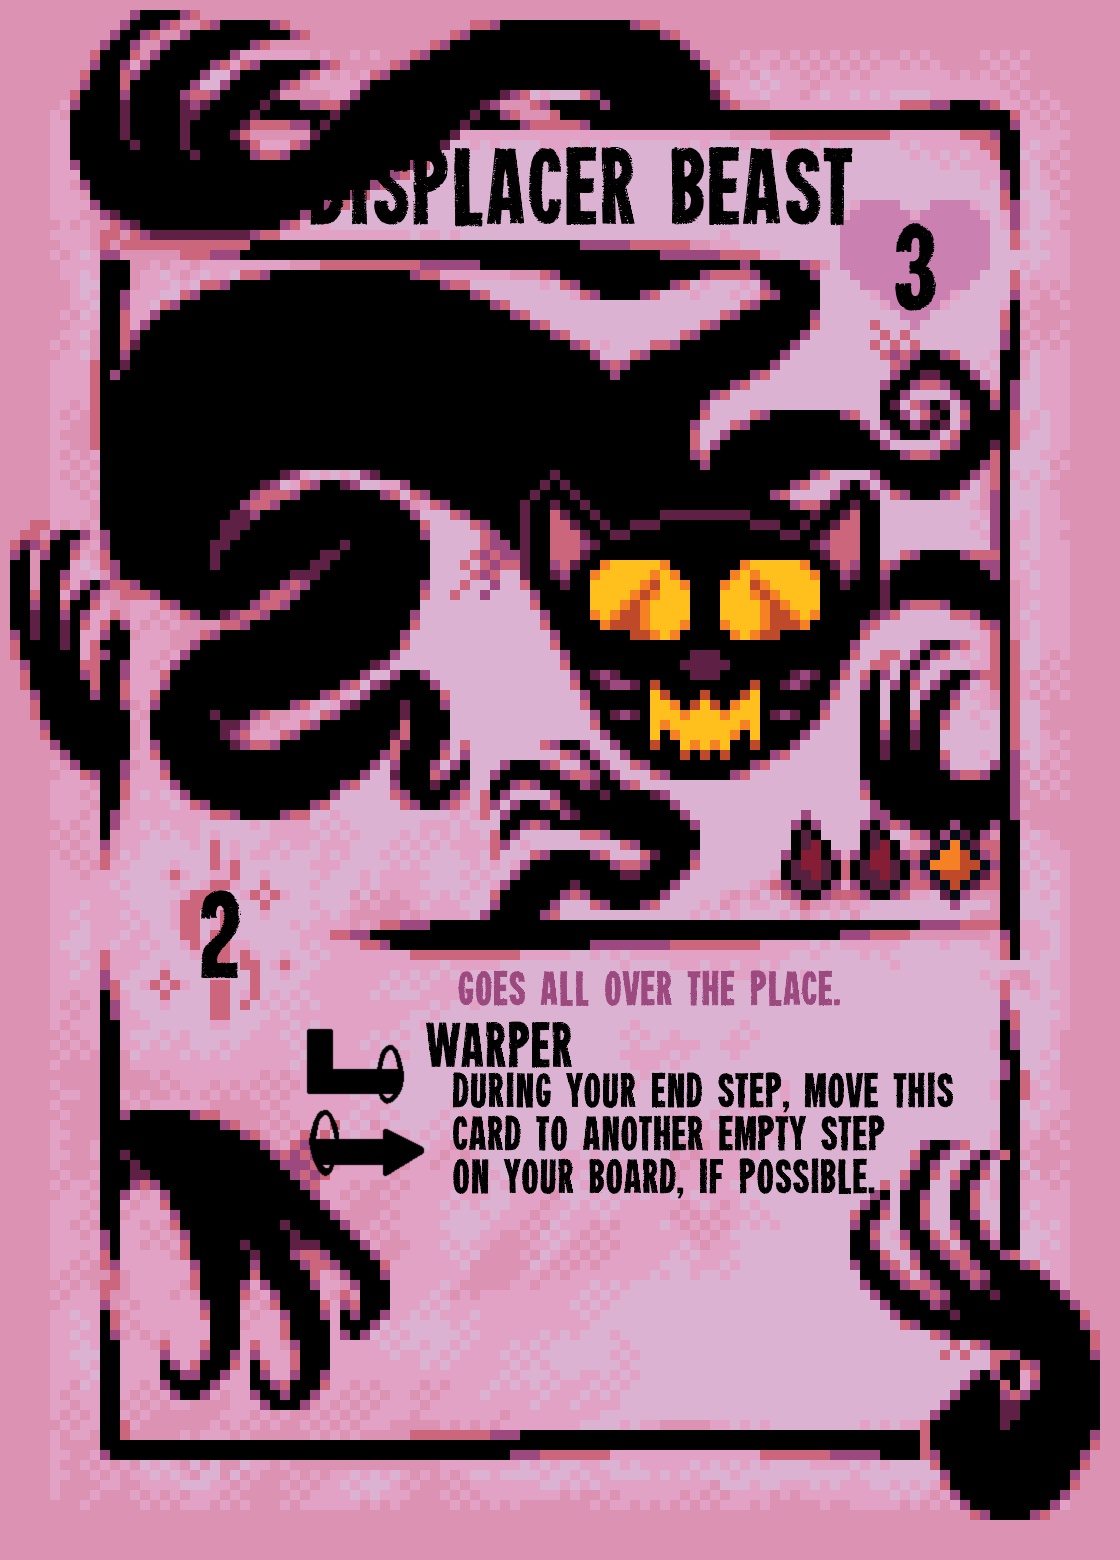 DISPLACER BEAST
3
2
GOES ALL OVER THE PLACE.
WARPER
DURING YOUR END STEP, MOVE THIS
CARD TO ANOTHER EMPTY STEP
ON YOUR BOARD, IF POSSIBLE.